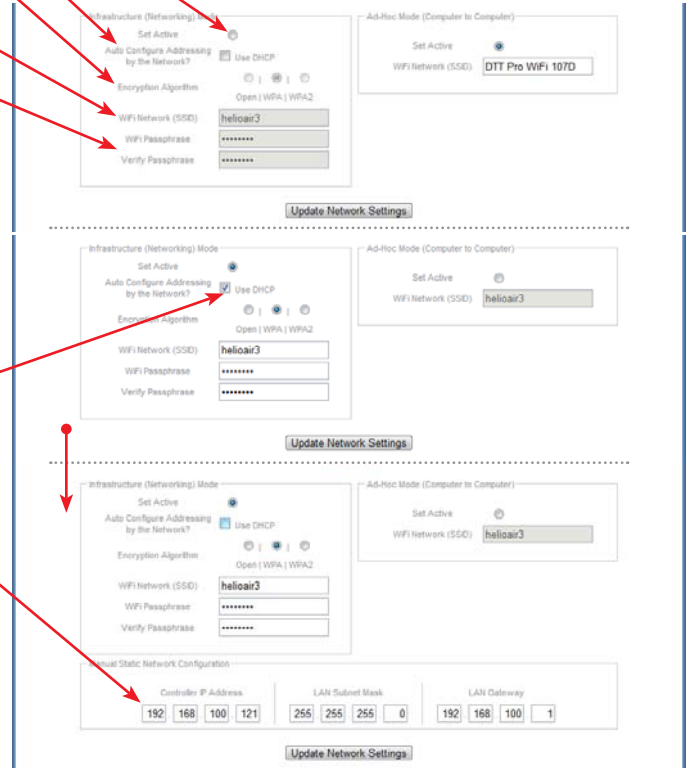 Infrastructure (Networking) Mode
Set Active
Auto Configure Addressing by the Network?
Use DHCP
Encryption Algorithm
Open | WPA | WPA2
WiFi Network (SSID) helioair3
WiFi Passphrase ••••••••
Verify Passphrase ••••••••
Ad-Hoc Mode (Computer to Computer)
Set Active
WiFi Network (SSID) DTT Pro WiFi 107D
Update Network Settings
Infrastructure (Networking) Mode
Set Active
Auto Configure Addressing by the Network?
Use DHCP
Encryption Algorithm
Open | WPA | WPA2
WiFi Network (SSID) helioair3
WiFi Passphrase ••••••••
Verify Passphrase ••••••••
Ad-Hoc Mode (Computer to Computer)
Set Active
WiFi Network (SSID) helioair3
Update Network Settings
Infrastructure (Networking) Mode
Set Active
Auto Configure Addressing by the Network?
Use DHCP
Encryption Algorithm
Open | WPA | WPA2
WiFi Network (SSID) helioair3
WiFi Passphrase ••••••••
Verify Passphrase ••••••••
Ad-Hoc Mode (Computer to Computer)
Set Active
WiFi Network (SSID) helioair3
Manual Static Network Configuration
Controller IP Address
192 168 100 121
LAN Subnet Mask
255 255 255 0
LAN Gateway
192 168 100 1
Update Network Settings